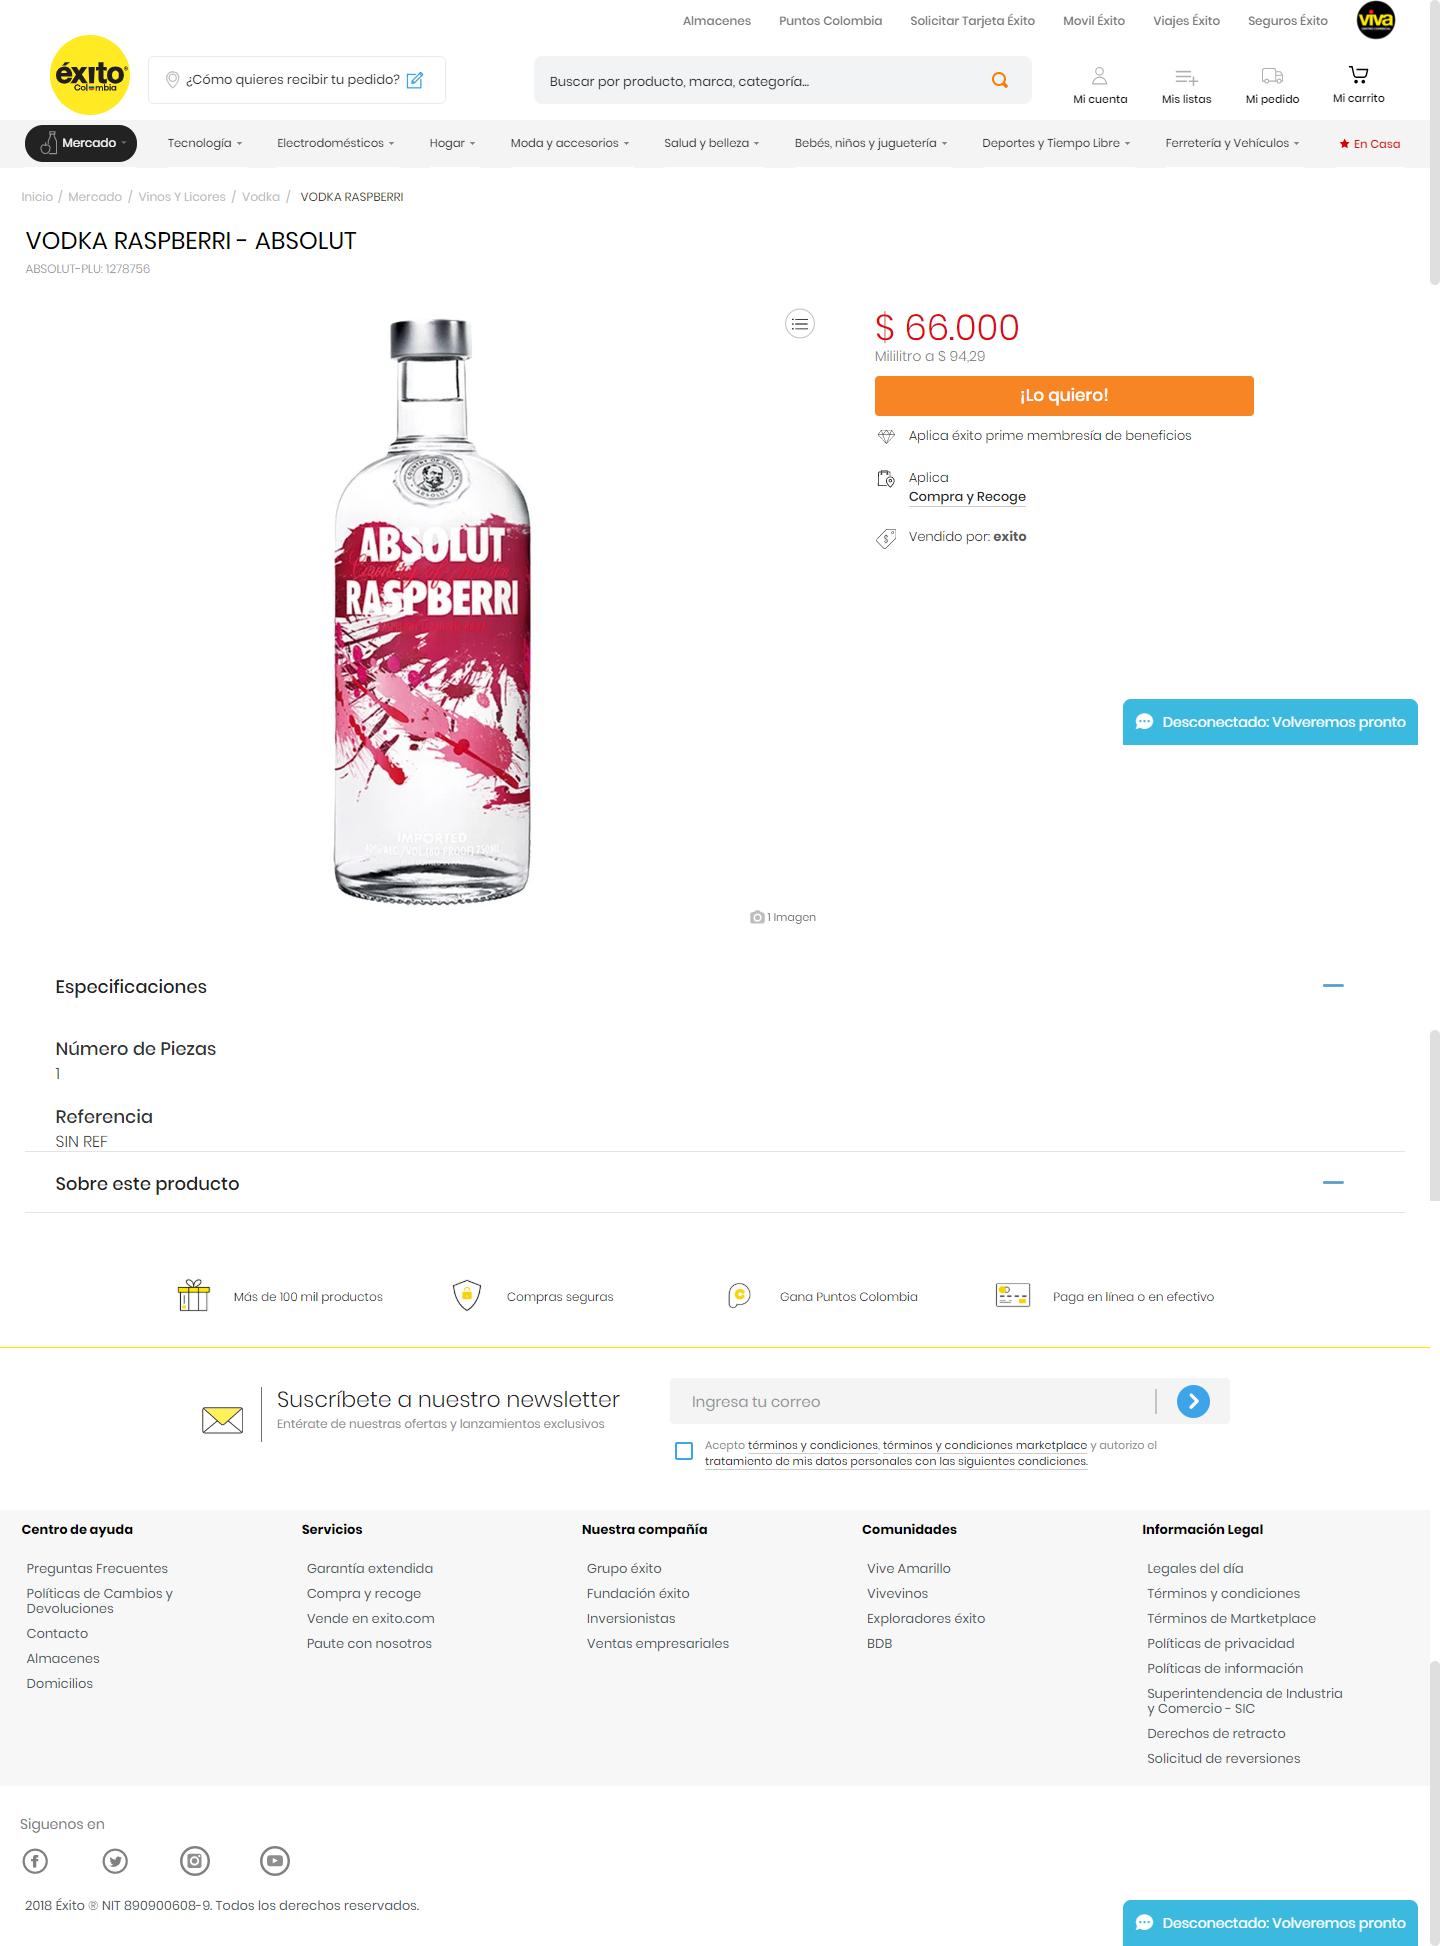 Almacenes Puntos Colombia Solicitar Tarjeta Éxito Movil Éxito Viajes Éxito Seguros Éxito viva
éxito
Colombia
¿Cómo quieres recibir tu pedido?
Buscar por producto, marca, categoría...
Mi cuenta Mis listas Mi pedido Mi carrito
Mercado Tecnología Electrodomésticos Hogar Moda y accesorios Salud y belleza Bebés, niños y juguetería Deportes y Tiempo Libre Ferretería y Vehículos En Casa
Inicio / Mercado / Vinos Y Licores / Vodka / VODKA RASPBERRI
VODKA RASPBERRI - ABSOLUT
ABSOLUT-PLU: 1278756
COUNTRY OF SWEDEN
ABSOLUT
ABSOLUT
RASPBERRI
IMPORTED
1 Imagen
$ 66.000
Mililitro a $ 94,29
¡Lo quiero!
Aplica éxito prime membresía de beneficios
Aplica
Compra y Recoge
Vendido por: exito
Desconectado: Volveremos pronto
Especificaciones
Número de Piezas
1
Referencia
SIN REF
Sobre este producto
Más de 100 mil productos Compras seguras Gana Puntos Colombia Paga en línea o en efectivo
Suscríbete a nuestro newsletter
Entérate de nuestras ofertas y lanzamientos exclusivos
Ingresa tu correo
Acepto términos y condiciones, términos y condiciones marketplace y autorizo el
tratamiento de mis datos personales con las siguientes condiciones.
Centro de ayuda
Preguntas Frecuentes
Políticas de Cambios y
Devoluciones
Contacto
Almacenes
Domicilios
Servicios
Garantía extendida
Compra y recoge
Vende en exito.com
Paute con nosotros
Nuestra compañía
Grupo éxito
Fundación éxito
Inversionistas
Ventas empresariales
Comunidades
Vive Amarillo
Vivevinos
Exploradores éxito
BDB
Información Legal
Legales del día
Términos y condiciones
Términos de Martketplace
Políticas de privacidad
Políticas de información
Superintendencia de Industria
y Comercio - SIC
Derechos de retracto
Solicitud de reversiones
Siguenos en
2018 Éxito ® NIT 890900608-9. Todos los derechos reservados.
Desconectado: Volveremos pronto